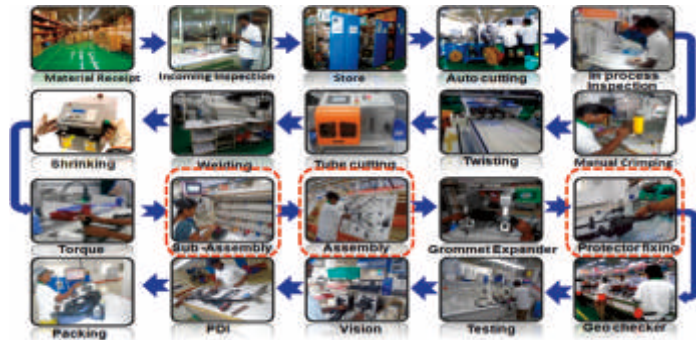 Material Receipt
Incoming Inspection
Store
Auto cutting
In process
Inspection
Shrinking
Welding
Tube cutting
Twisting
Manual Crimping
Torque
Sub -Assembly
Assembly
Grommet Expander
Protector fixing
Packing
PDI
Vision
Testing
Geo checker